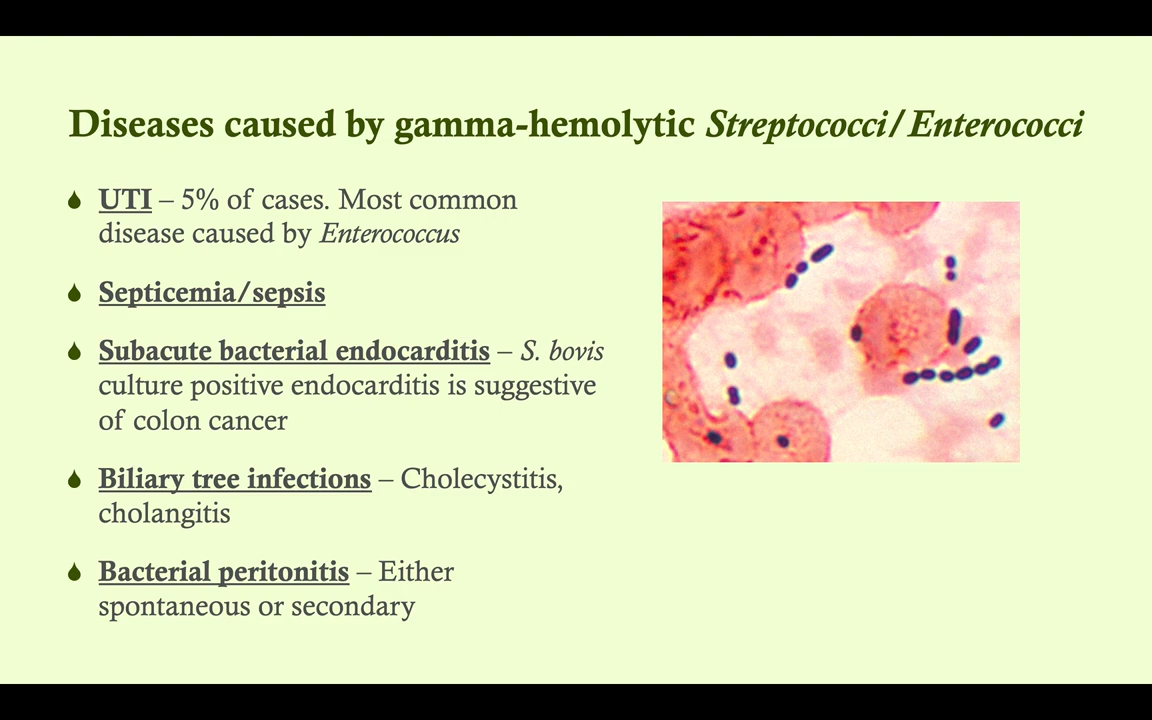 Diseases caused by gamma-hemolytic Streptococci/Enterococci
UTI – 5% of cases. Most common
disease caused by Enterococcus
Septicemia/sepsis
Subacute bacterial endocarditis – S. bovis
culture positive endocarditis is suggestive
of colon cancer
Biliary tree infections – Cholecystitis,
cholangitis
Bacterial peritonitis – Either
spontaneous or secondary